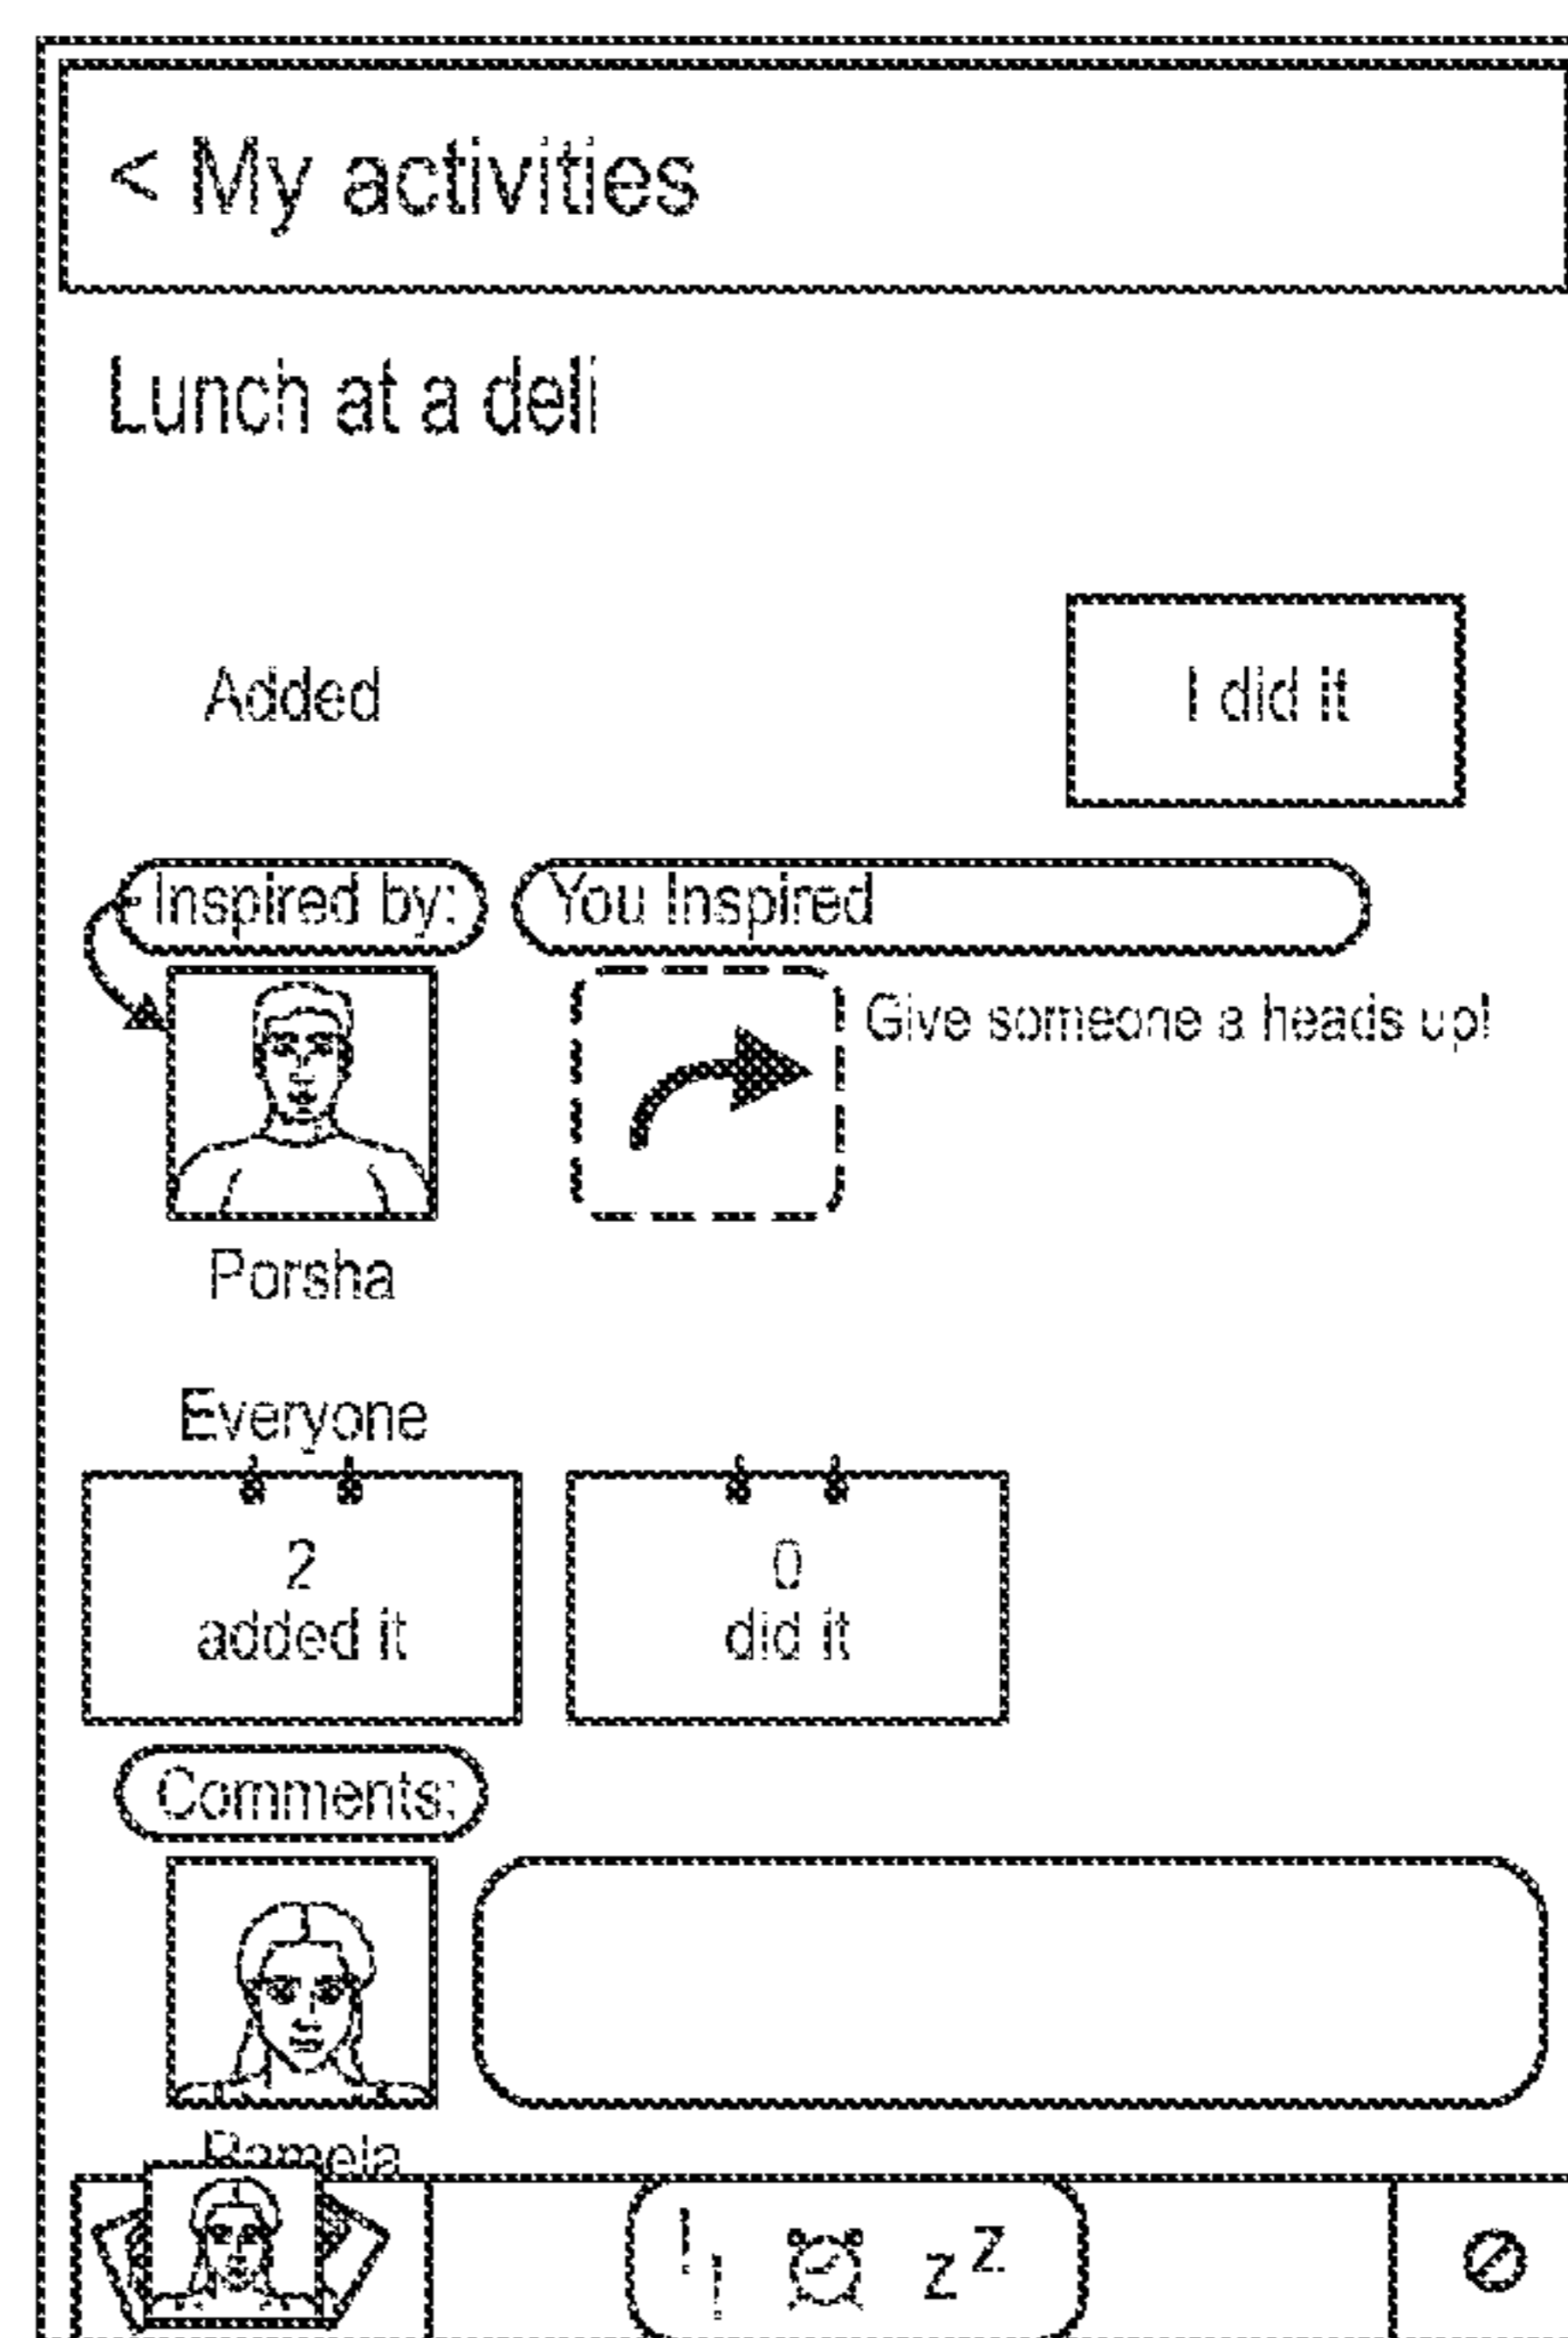 < My activities
Lunch at a deli
Added
I did it
Inspired by:
You Inspired
Give someone a heads up!
Porsha
Everyone
2
added it
0
did it
Comments:
Pamela
! ! z z